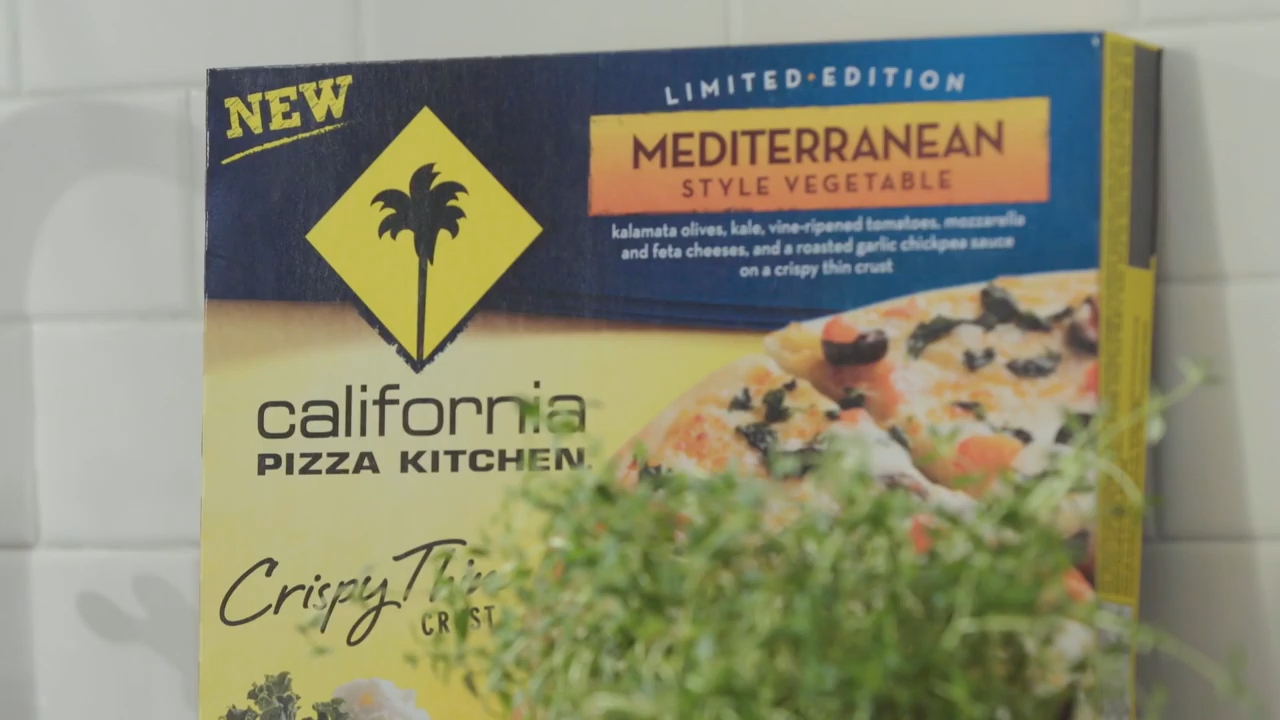 NEW
LIMITED•EDITION
MEDITERRANEAN
STYLE VEGETABLE
kalamata olives, kale, vine-ripened tomatoes, mozzarella
and feta cheeses, and a roasted garlic chickpea sauce
on a crispy thin crust
california
PIZZA KITCHEN
Crispy Thin
CRUST